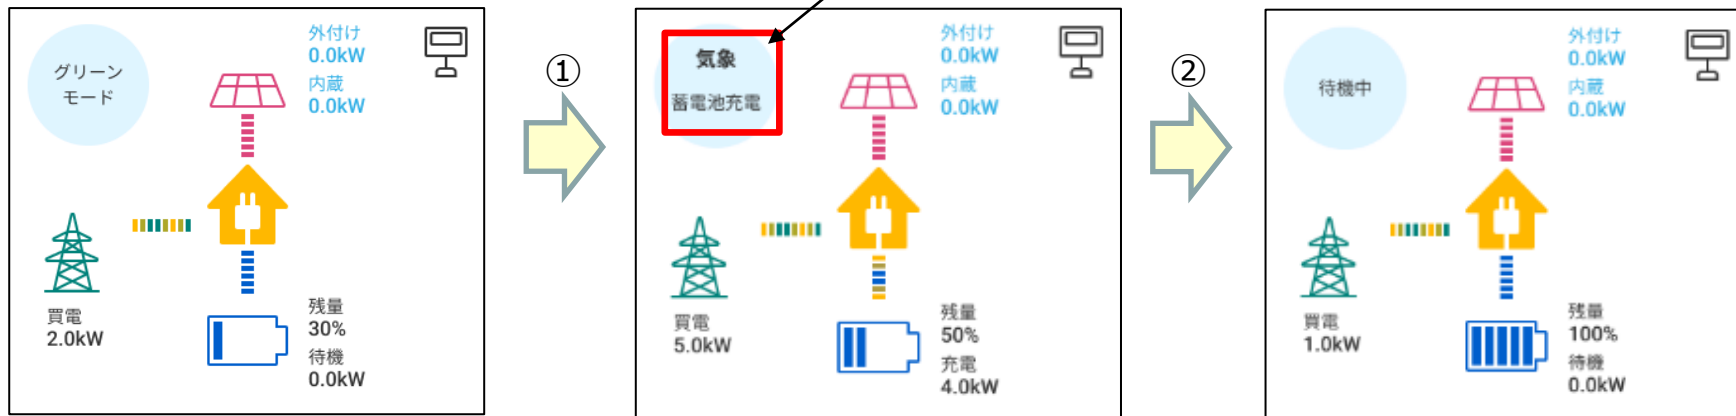 グリーン
モード
外付け
0.0kW
内蔵
0.0kW
買電
2.0kW
残量
30%
待機
0.0kW
①
気象
蓄電池充電
外付け
0.0kW
内蔵
0.0kW
買電
5.0kW
残量
50%
充電
4.0kW
②
待機中
外付け
0.0kW
内蔵
0.0kW
買電
1.0kW
残量
100%
待機
0.0kW